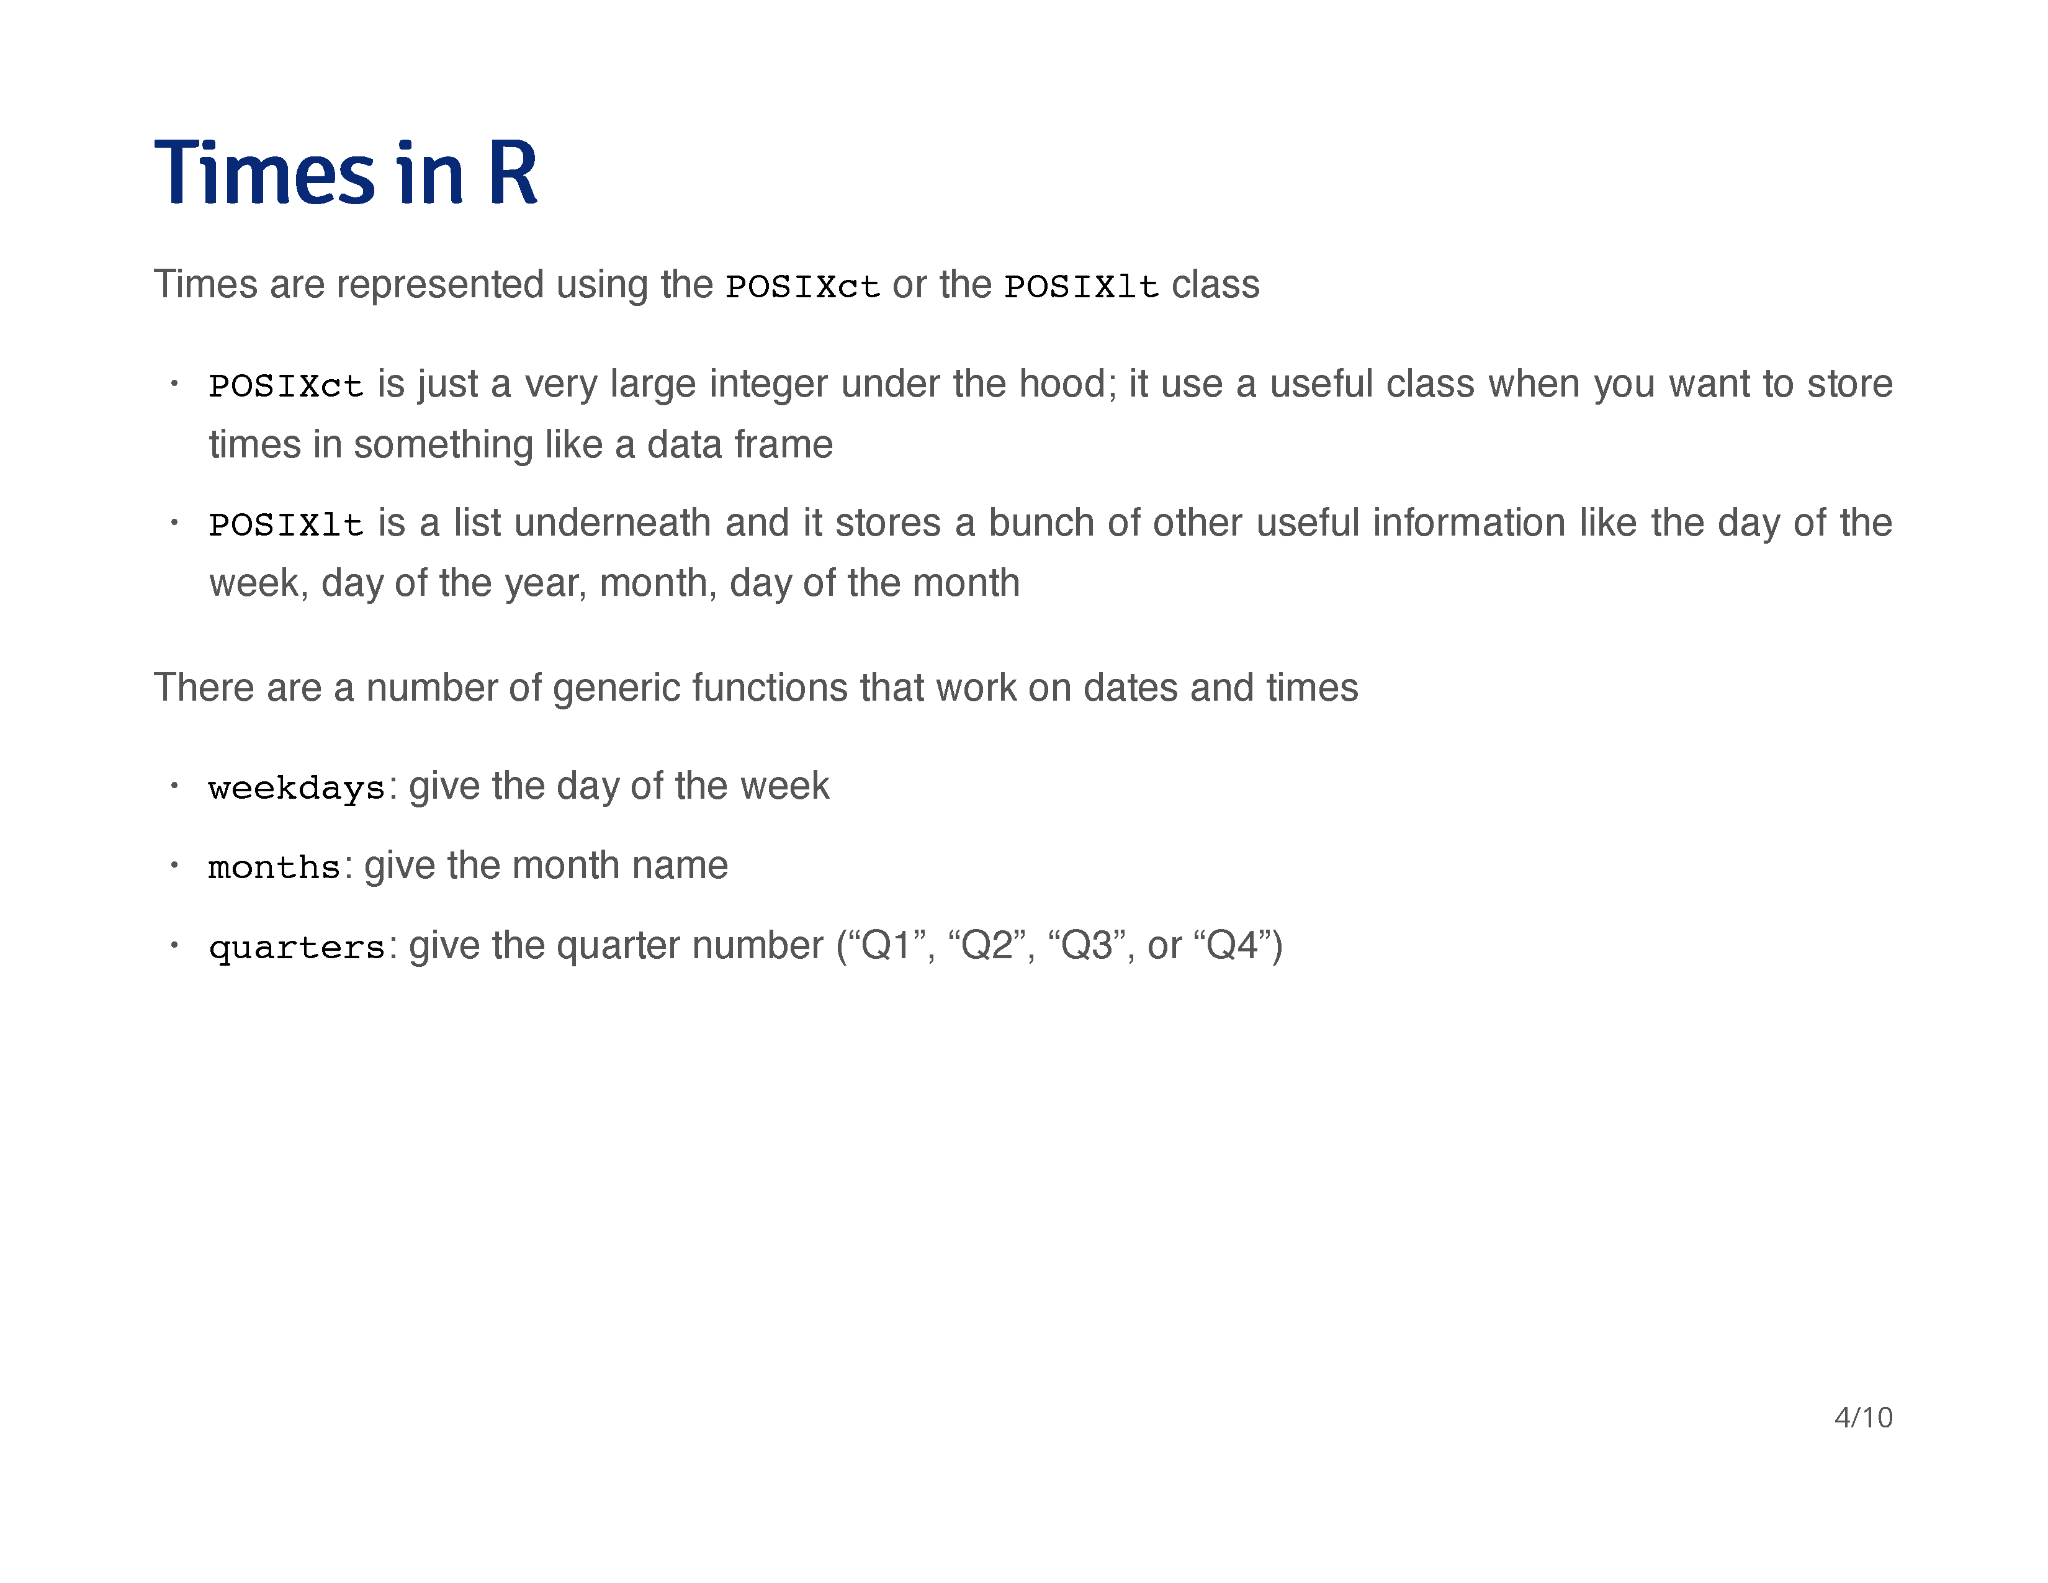 Times in R
Times are represented using the POSIXct or the POSIXlt class
· POSIXct is just a very large integer under the hood; it use a useful class when you want to store
times in something like a data frame
· POSIXlt is a list underneath and it stores a bunch of other useful information like the day of the
week, day of the year, month, day of the month
There are a number of generic functions that work on dates and times
· weekdays: give the day of the week
· months: give the month name
· quarters: give the quarter number (“Q1”, “Q2”, “Q3”, or “Q4”)
4/10